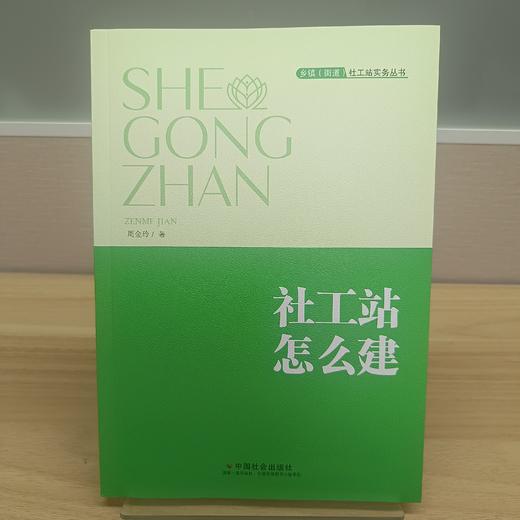 乡镇（街道）社工站实务丛书
SHE
GONG
ZHAN
ZENME JIAN
周金玲 / 著
社工站
怎么建
中国社会出版社